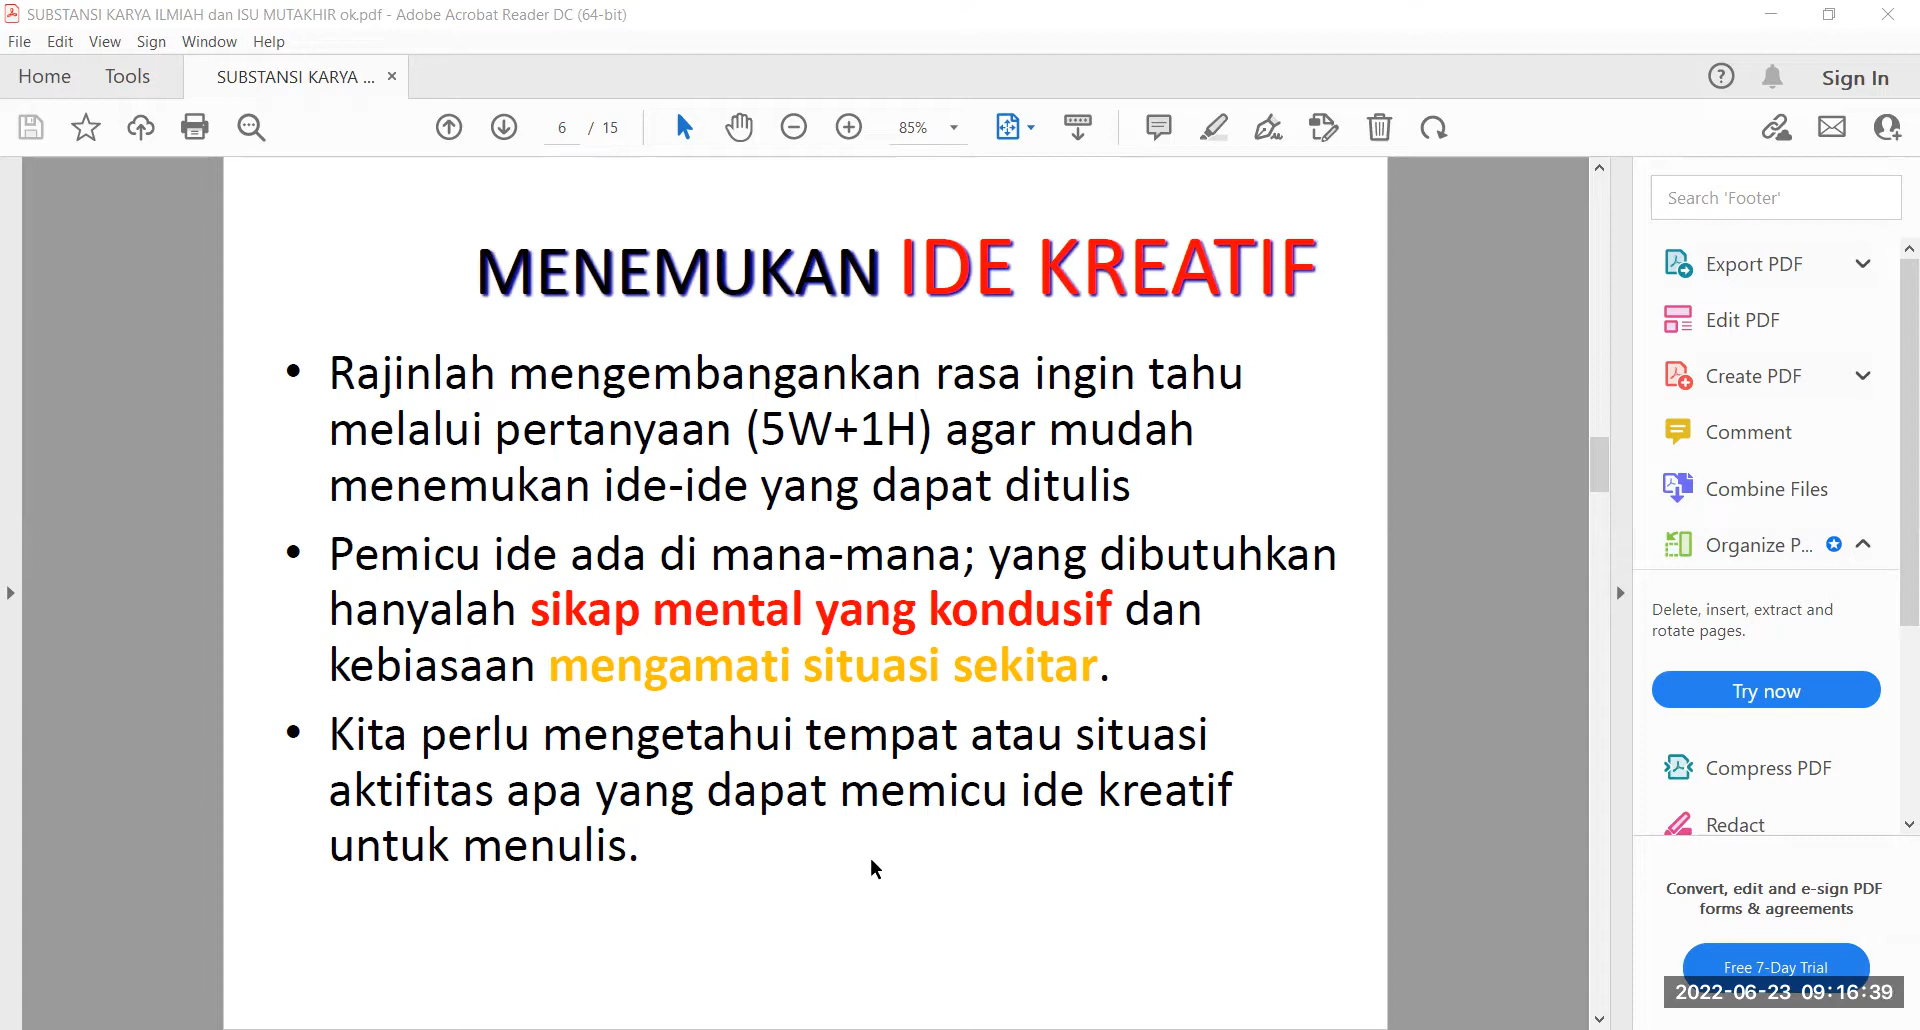 SUBSTANSI KARYA ILMIAH dan ISU MUTAKHIR ok.pdf - Adobe Acrobat Reader DC (64-bit)
File Edit View Sign Window Help
Home Tools SUBSTANSI KARYA ... × Sign In
6 / 15 85%
Search 'Footer'
MENEMUKAN IDE KREATIF
• Rajinlah mengembangankan rasa ingin tahu
melalui pertanyaan (5W+1H) agar mudah
menemukan ide-ide yang dapat ditulis
• Pemicu ide ada di mana-mana; yang dibutuhkan
hanyalah sikap mental yang kondusif dan
kebiasaan mengamati situasi sekitar.
• Kita perlu mengetahui tempat atau situasi
aktifitas apa yang dapat memicu ide kreatif
untuk menulis.
Export PDF
Edit PDF
Create PDF
Comment
Combine Files
Organize P...
Delete, insert, extract and
rotate pages.
Try now
Compress PDF
Redact
Convert, edit and e-sign PDF
forms & agreements
Free 7-Day Trial
2022-06-23 09:16:39